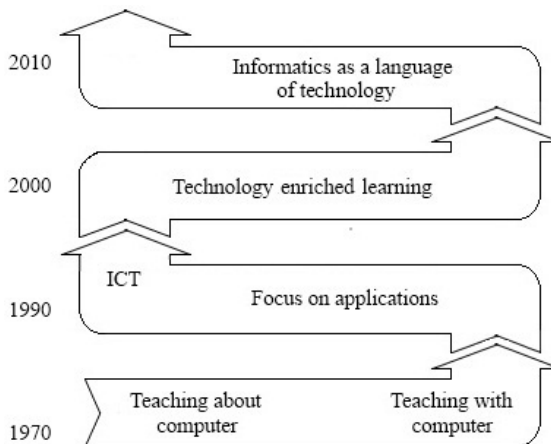 2010
Informatics as a language
of technology
2000
Technology enriched learning
ICT
1990
Focus on applications
Teaching about
computer
Teaching with
computer
1970